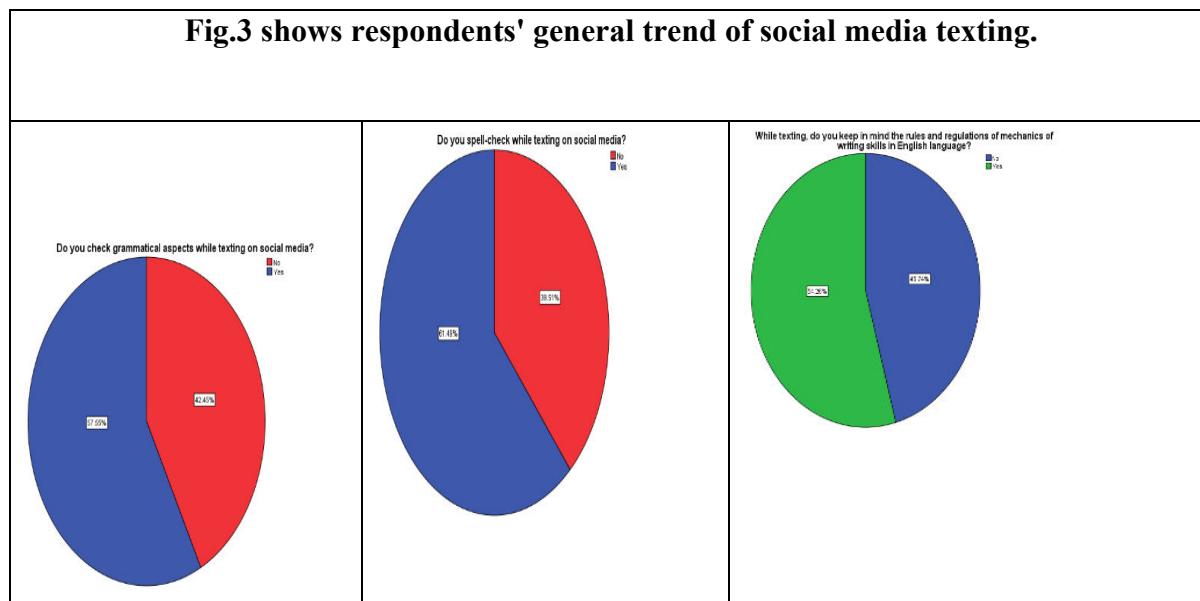 Fig.3 shows respondents' general trend of social media texting.
Do you check grammatical aspects while texting on social media?
No
Yes
42.45%
57.55%
Do you spell-check while texting on social media?
No
Yes
38.51%
61.49%
While texting, do you keep in mind the rules and regulations of mechanics of
writing skills in English language?
No
Yes
45.74%
54.26%